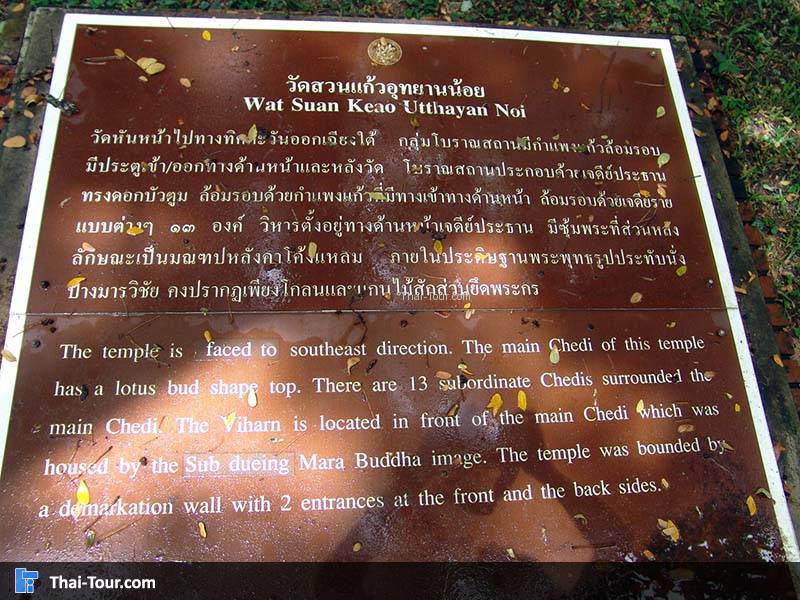 วัดสวนแก้วอุทยานน้อย
Wat Suan Keao Utthayan Noi
วัดหันหน้าไปทางทิศตะวันออกเฉียงใต้ กลุ่มโบราณสถานมีกำแพงแก้วล้อมรอบ
มีประตูเข้า/ออกทางด้านหน้าและหลังวัด โบราณสถานประกอบด้วยเจดีย์ประธาน
ทรงดอกบัวตูม ล้อมรอบด้วยกำแพงแก้วที่มีทางเข้าทางด้านหน้า ล้อมรอบด้วยเจดีย์ราย
แบบต่างๆ ๑๓ องค์ วิหารตั้งอยู่ทางด้านหน้าเจดีย์ประธาน มีซุ้มพระที่ส่วนหลัง
ลักษณะเป็นมณฑปหลังคาโค้งแหลม ภายในประดิษฐานพระพุทธรูปประทับนั่ง
ปางมารวิชัย คงปรากฏเพียงโกลนและแกนไม้สักส่วนยึดพระกร
Thai-Tour.com
The temple is faced to southeast direction. The main Chedi of this temple
has a lotus bud shape top. There are 13 subordinate Chedis surrounded the
main Chedi. The Viharn is located in front of the main Chedi which was
housed by the Sub dueing Mara Buddha image. The temple was bounded by
a demarkation wall with 2 entrances at the front and the back sides.
Thai-Tour.com